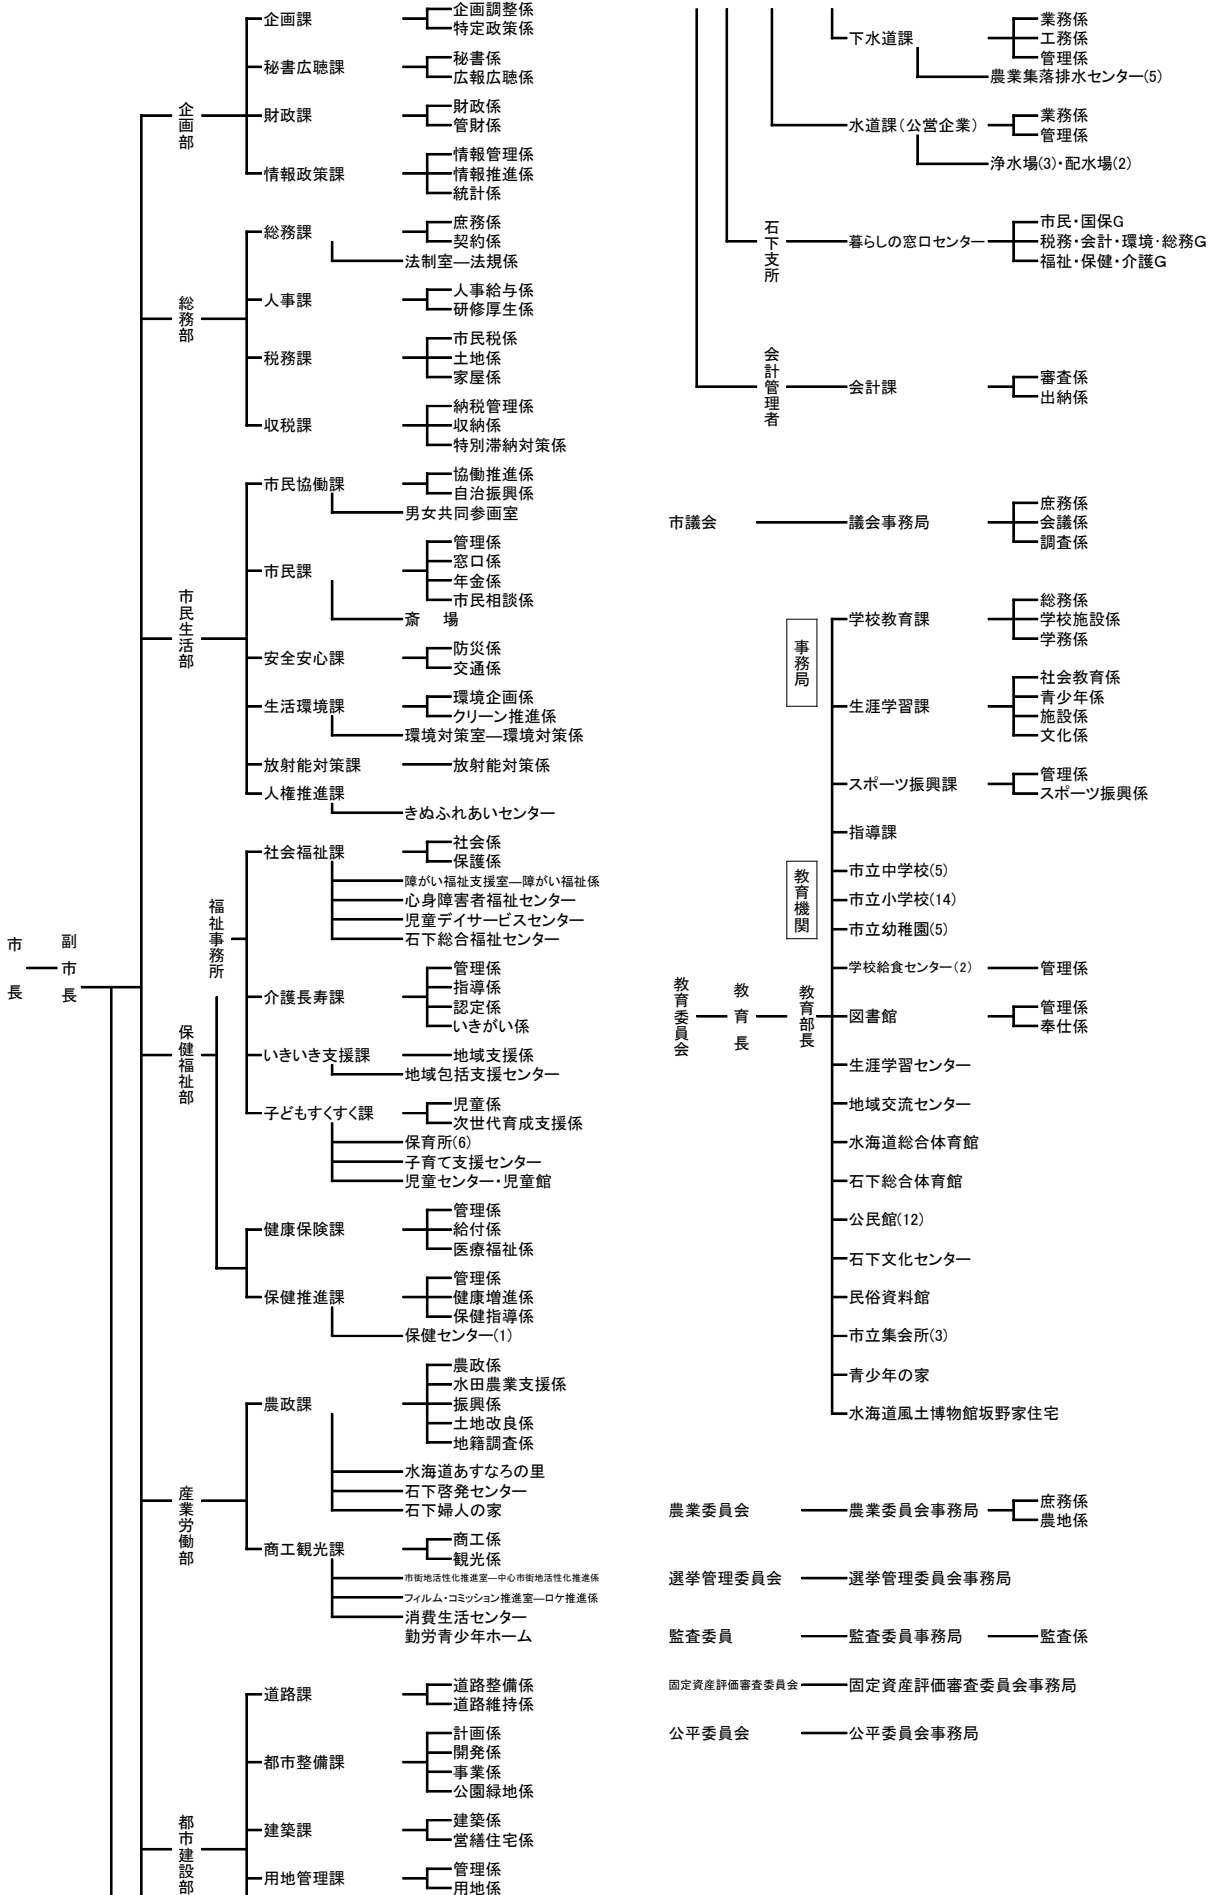 市長
副市長
企画部
企画課
企画調整係
特定政策係
秘書広聴課
秘書係
広報広聴係
財政課
財政係
管財係
情報政策課
情報管理係
情報推進係
統計係
総務部
総務課
庶務係
契約係
法制室―法規係
人事課
人事給与係
研修厚生係
税務課
市民税係
土地係
家屋係
収税課
納税管理係
収納係
特別滞納対策係
市民生活部
市民協働課
協働推進係
自治振興係
男女共同参画室
市民課
管理係
窓口係
年金係
市民相談係
斎　場
安全安心課
防災係
交通係
生活環境課
環境企画係
クリーン推進係
環境対策室―環境対策係
放射能対策課
放射能対策係
人権推進課
きぬふれあいセンター
保健福祉部
福祉事務所
社会福祉課
社会係
保護係
障がい福祉支援室―障がい福祉係
心身障害者福祉センター
児童デイサービスセンター
石下総合福祉センター
介護長寿課
管理係
指導係
認定係
いきがい係
いきいき支援課
地域支援係
地域包括支援センター
子どもすくすく課
児童係
次世代育成支援係
保育所(6)
子育て支援センター
児童センター・児童館
健康保険課
管理係
給付係
医療福祉係
保健推進課
管理係
健康増進係
保健指導係
保健センター(1)
産業労働部
農政課
農政係
水田農業支援係
振興係
土地改良係
地籍調査係
水海道あすなろの里
石下啓発センター
石下婦人の家
商工観光課
商工係
観光係
市街地活性化推進室―中心市街地活性化推進係
フィルム・コミッション推進室―ロケ推進係
消費生活センター
勤労青少年ホーム
都市建設部
道路課
道路整備係
道路維持係
都市整備課
計画係
開発係
事業係
公園緑地係
建築課
建築係
営繕住宅係
用地管理課
管理係
用地係
下水道課
業務係
工務係
管理係
農業集落排水センター(5)
水道課(公営企業)
業務係
管理係
浄水場(3)・配水場(2)
石下支所
暮らしの窓口センター
市民・国保G
税務・会計・環境・総務G
福祉・保健・介護G
会計管理者
会計課
審査係
出納係
市議会
議会事務局
庶務係
会議係
調査係
教育委員会
教育長
教育部長
事務局
学校教育課
総務係
学校施設係
学務係
生涯学習課
社会教育係
青少年係
施設係
文化係
スポーツ振興課
管理係
スポーツ振興係
指導課
教育機関
市立中学校(5)
市立小学校(14)
市立幼稚園(5)
学校給食センター(2)
管理係
図書館
管理係
奉仕係
生涯学習センター
地域交流センター
水海道総合体育館
石下総合体育館
公民館(12)
石下文化センター
民俗資料館
市立集会所(3)
青少年の家
水海道風土博物館坂野家住宅
農業委員会
農業委員会事務局
庶務係
農地係
選挙管理委員会
選挙管理委員会事務局
監査委員
監査委員事務局
監査係
固定資産評価審査委員会
固定資産評価審査委員会事務局
公平委員会
公平委員会事務局